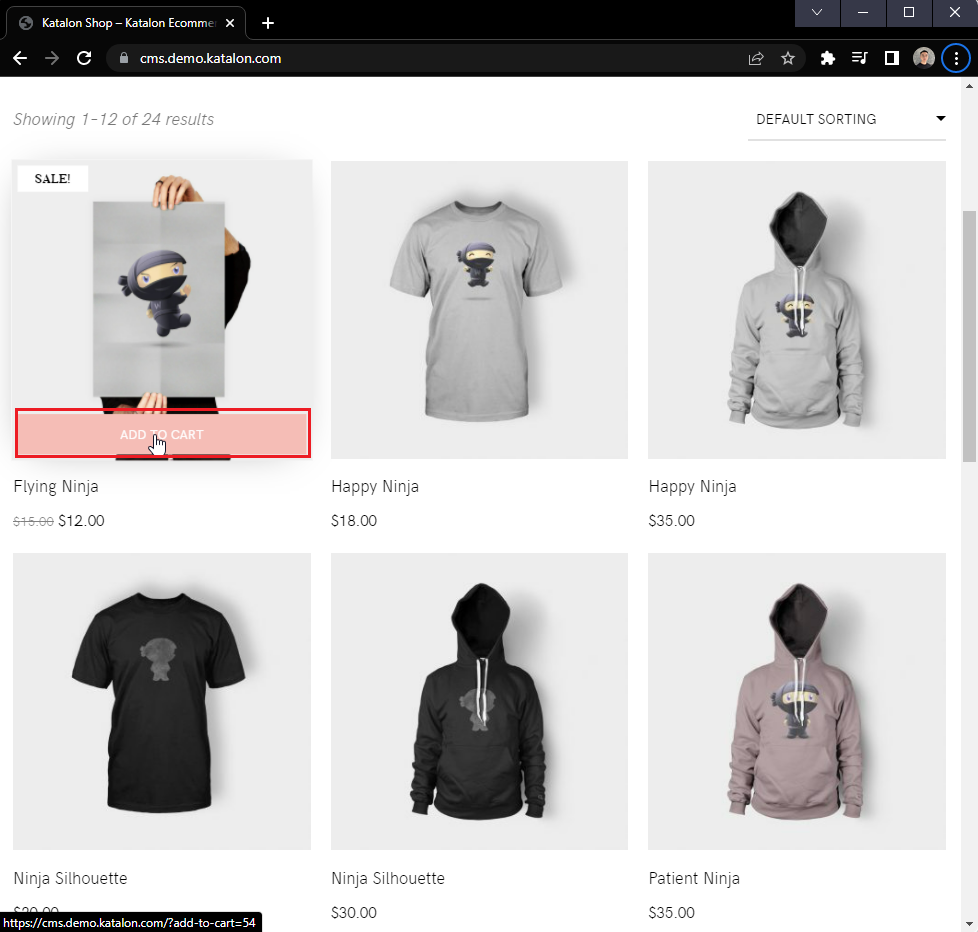 Katalon Shop – Katalon Ecommer
cms.demo.katalon.com
Showing 1–12 of 24 results
DEFAULT SORTING
SALE!
ADD TO CART
Flying Ninja
Happy Ninja
Happy Ninja
$15.00 $12.00
$18.00
$35.00
Ninja Silhouette
Ninja Silhouette
Patient Ninja
$30.00
$35.00
https://cms.demo.katalon.com/?add-to-cart=54